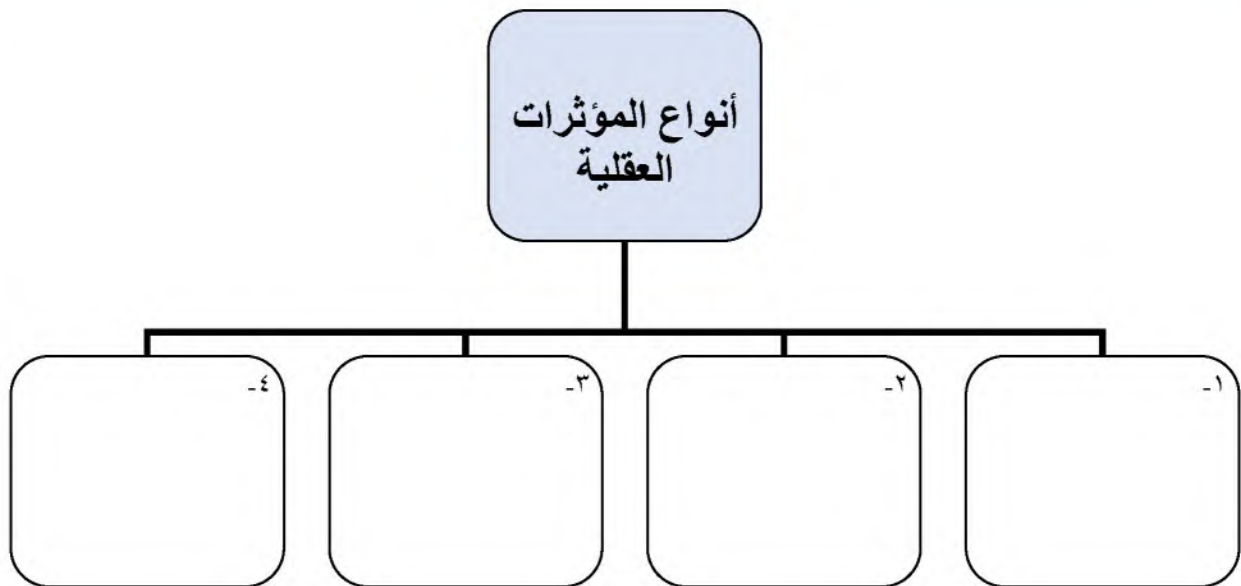 أنواع المؤثرات
العقلية
١-
٢-
٣-
٤-